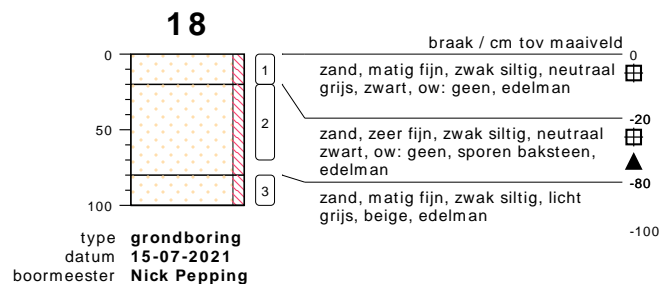 18
braak / cm tov maaiveld
0
0
1
zand, matig fijn, zwak siltig, neutraal
grijs, zwart, ow: geen, edelman
-20
50
2
zand, zeer fijn, zwak siltig, neutraal
zwart, ow: geen, sporen baksteen,
edelman
-80
3
zand, matig fijn, zwak siltig, licht
grijs, beige, edelman
100
-100
type grondboring
datum 15-07-2021
boormeester Nick Pepping